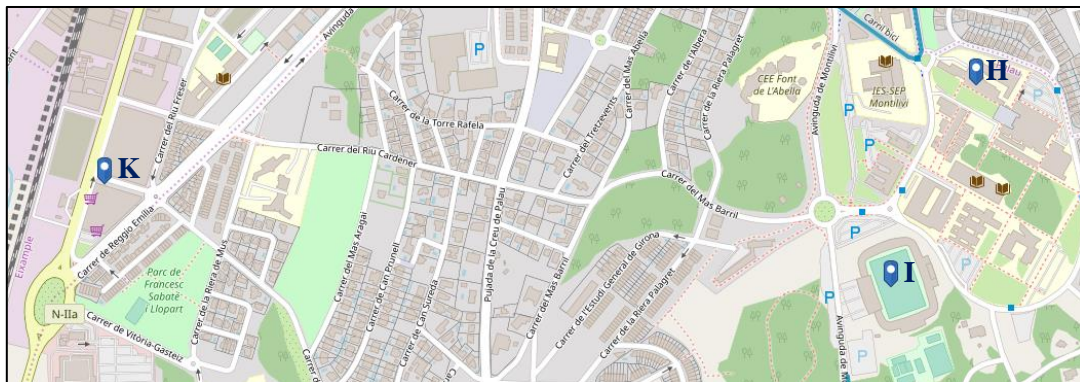 Carrer del Riu Freser
Avinguda
Carrer de la Torre Rafela
Carrer del Riu Cardener
Carrer del Tretrevents
Carrer del Mas Abella
Carrer de l'Albera
Carrer de la Riera Palagret
CEE Font
de L'Abella
Avinguda de Montilivi
Carril bici
IES-SEP
Montilivi
H
K
I
P
P
P
P
P
P
P
P
P
Eixample
Carrer de Reggio Emilia
Parc de
Francesc
Sabaté
i Llopart
Carrer de la Riera de Mus
N-IIa
Carrer de Vitòria-Gasteiz
Carrer del Mas Aragai
Carrer de Can Prunell
Carrer de Can Sureda
Pujada de la Creu de Palau
Carrer del Mas Barril
Carrer del Mas Barril
Carrer de l'Estudi General de Girona
Carrer de la Riera Palagret
Avinguda de M
Carrer del